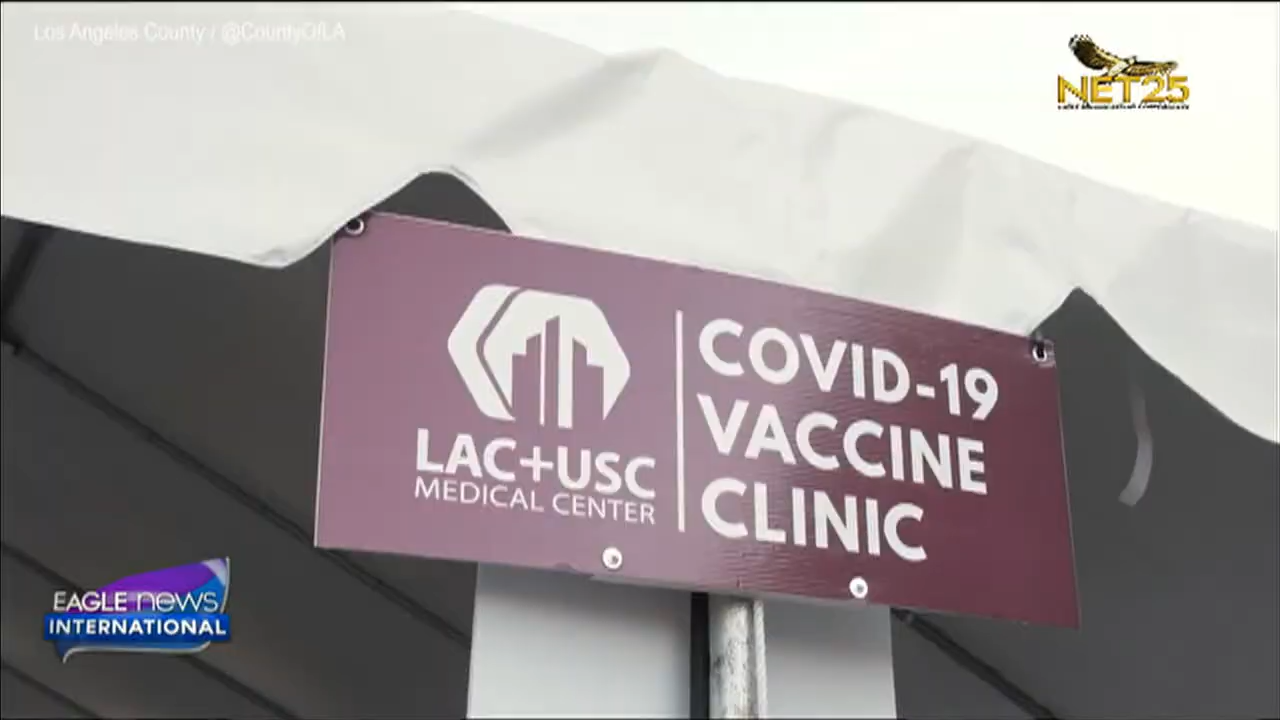 Los Angeles County / @CountyOfLA
NET25
LAC+USC
MEDICAL CENTER
COVID-19
VACCINE
CLINIC
EAGLE NEWS
INTERNATIONAL